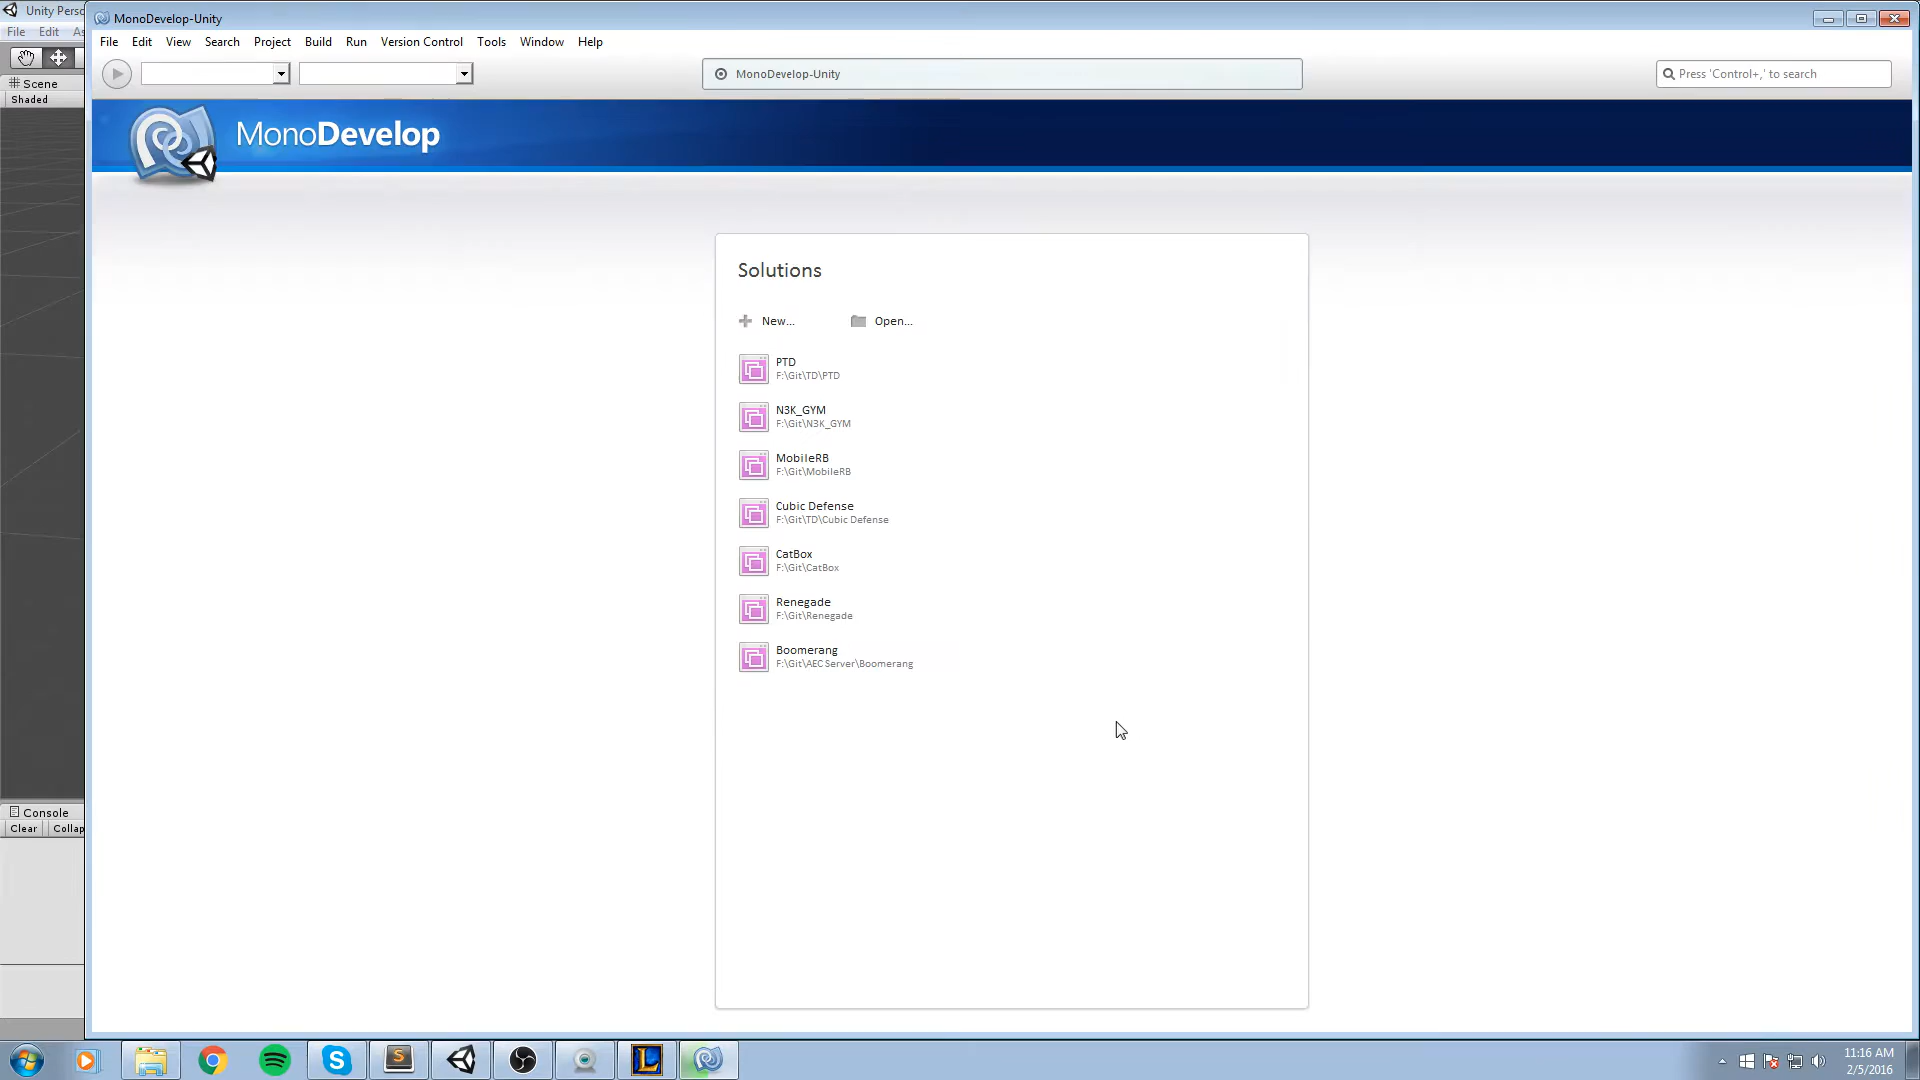 Unity Perso
MonoDevelop-Unity
File Edit As
File Edit View Search Project Build Run Version Control Tools Window Help
MonoDevelop-Unity
Press 'Control+,' to search
Scene
Shaded
MonoDevelop
Solutions
New...
Open...
PTD
F:\Git\TD\PTD
N3K_GYM
F:\Git\N3K_GYM
MobileRB
F:\Git\MobileRB
Cubic Defense
F:\Git\TD\Cubic Defense
CatBox
F:\Git\CatBox
Renegade
F:\Git\Renegade
Boomerang
F:\Git\AEC Server\Boomerang
Console
Clear Collap
11:16 AM
2/5/2016